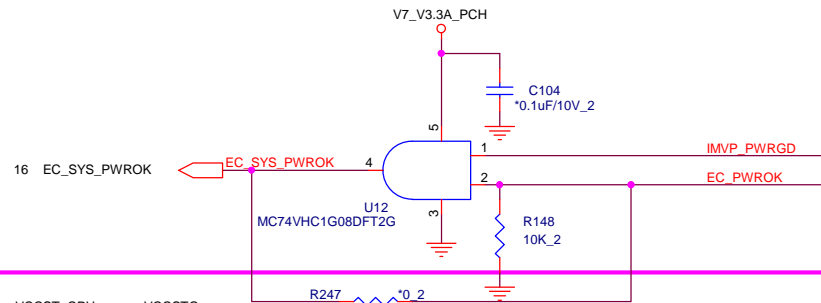 V7_V3.3A_PCH
C104
*0.1uF/10V_2
5
16 EC_SYS_PWROK
EC_SYS_PWROK
4
1
IMVP_PWRGD
2
EC_PWROK
U12
MC74VHC1G08DFT2G
3
R148
10K_2
R247
*0_2